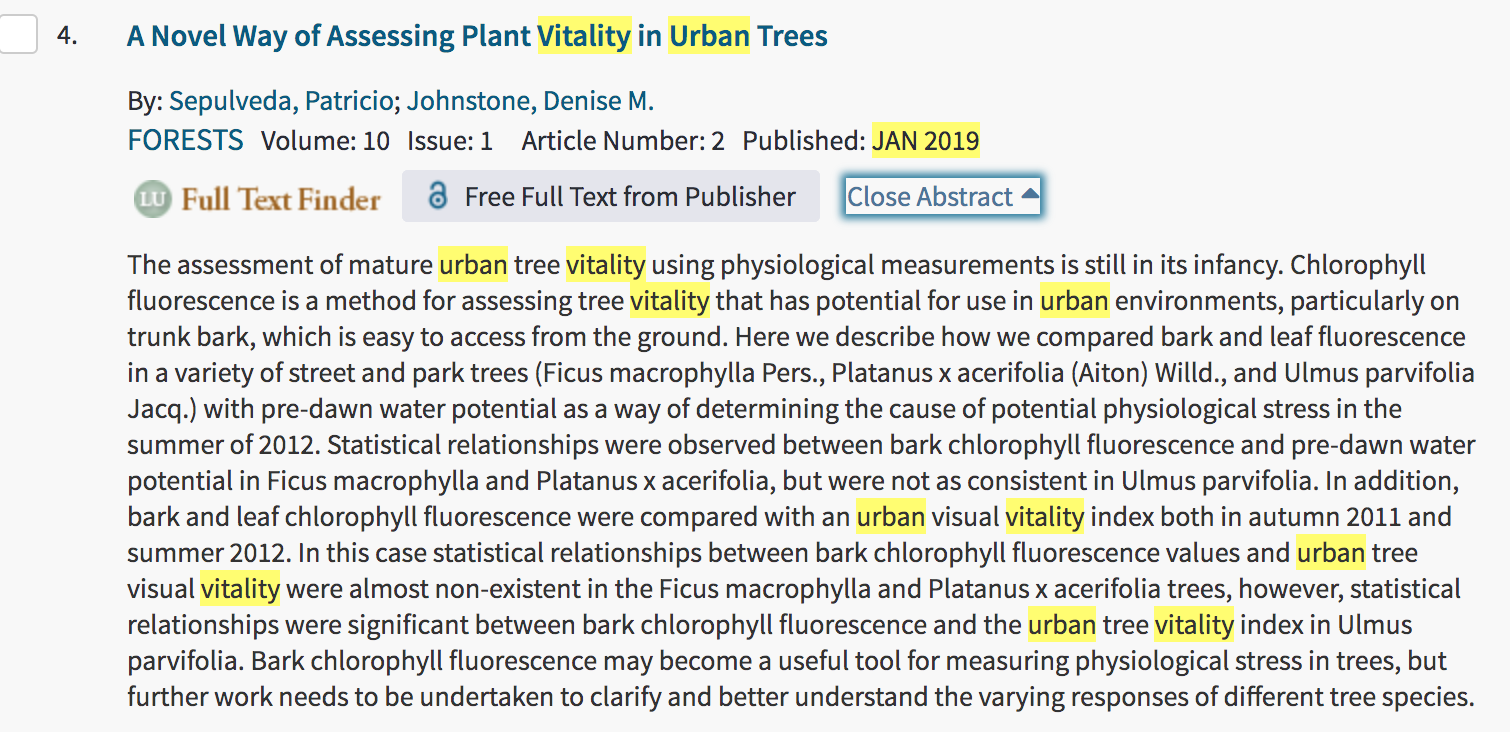 4. A Novel Way of Assessing Plant Vitality in Urban Trees
By: Sepulveda, Patricio; Johnstone, Denise M.
FORESTS Volume: 10 Issue: 1 Article Number: 2 Published: JAN 2019
LU Full Text Finder Free Full Text from Publisher Close Abstract
The assessment of mature urban tree vitality using physiological measurements is still in its infancy. Chlorophyll
fluorescence is a method for assessing tree vitality that has potential for use in urban environments, particularly on
trunk bark, which is easy to access from the ground. Here we describe how we compared bark and leaf fluorescence
in a variety of street and park trees (Ficus macrophylla Pers., Platanus x acerifolia (Aiton) Willd., and Ulmus parvifolia
Jacq.) with pre-dawn water potential as a way of determining the cause of potential physiological stress in the
summer of 2012. Statistical relationships were observed between bark chlorophyll fluorescence and pre-dawn water
potential in Ficus macrophylla and Platanus x acerifolia, but were not as consistent in Ulmus parvifolia. In addition,
bark and leaf chlorophyll fluorescence were compared with an urban visual vitality index both in autumn 2011 and
summer 2012. In this case statistical relationships between bark chlorophyll fluorescence values and urban tree
visual vitality were almost non-existent in the Ficus macrophylla and Platanus x acerifolia trees, however, statistical
relationships were significant between bark chlorophyll fluorescence and the urban tree vitality index in Ulmus
parvifolia. Bark chlorophyll fluorescence may become a useful tool for measuring physiological stress in trees, but
further work needs to be undertaken to clarify and better understand the varying responses of different tree species.